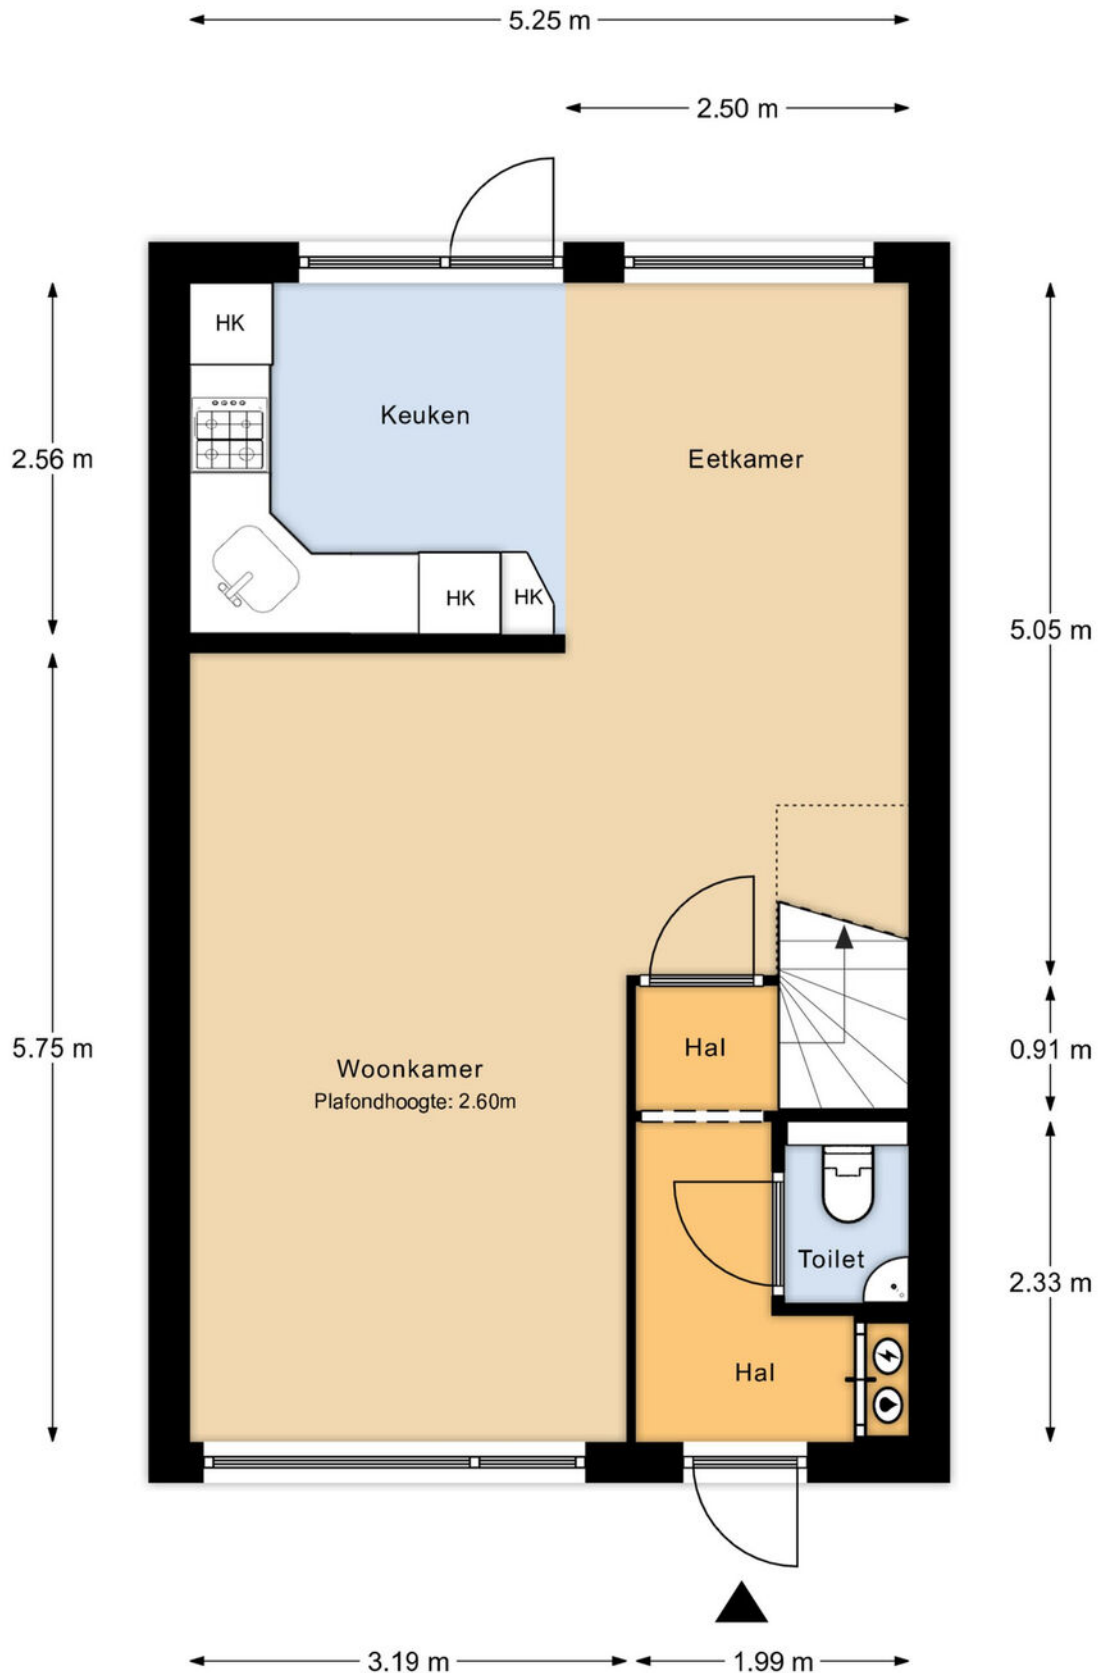 5.25 m
2.50 m
HK
Keuken
Eetkamer
2.56 m
HK
HK
5.05 m
5.75 m
Hal
0.91 m
Woonkamer
Plafondhoogte: 2.60m
Toilet
2.33 m
Hal
3.19 m
1.99 m